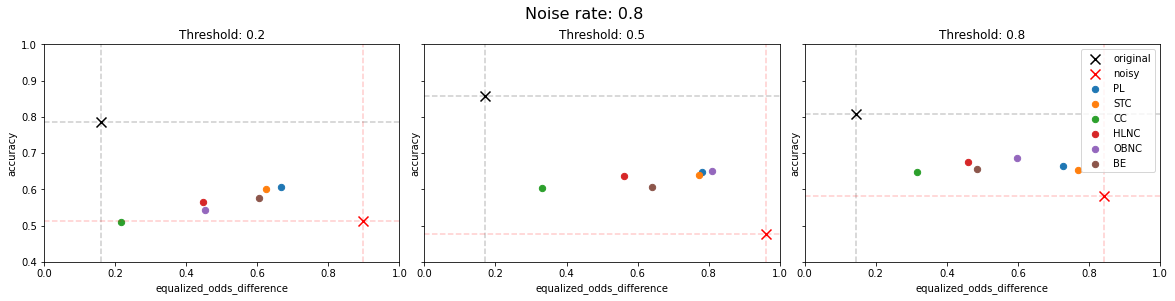 Noise rate: 0.8
Threshold: 0.2
1.0
0.9
0.8
0.7
0.6
0.5
0.4
accuracy
0.0 0.2 0.4 0.6 0.8 1.0
equalized_odds_difference
Threshold: 0.5
accuracy
0.0 0.2 0.4 0.6 0.8 1.0
equalized_odds_difference
Threshold: 0.8
accuracy
0.0 0.2 0.4 0.6 0.8 1.0
equalized_odds_difference
original
noisy
PL
STC
CC
HLNC
OBNC
BE